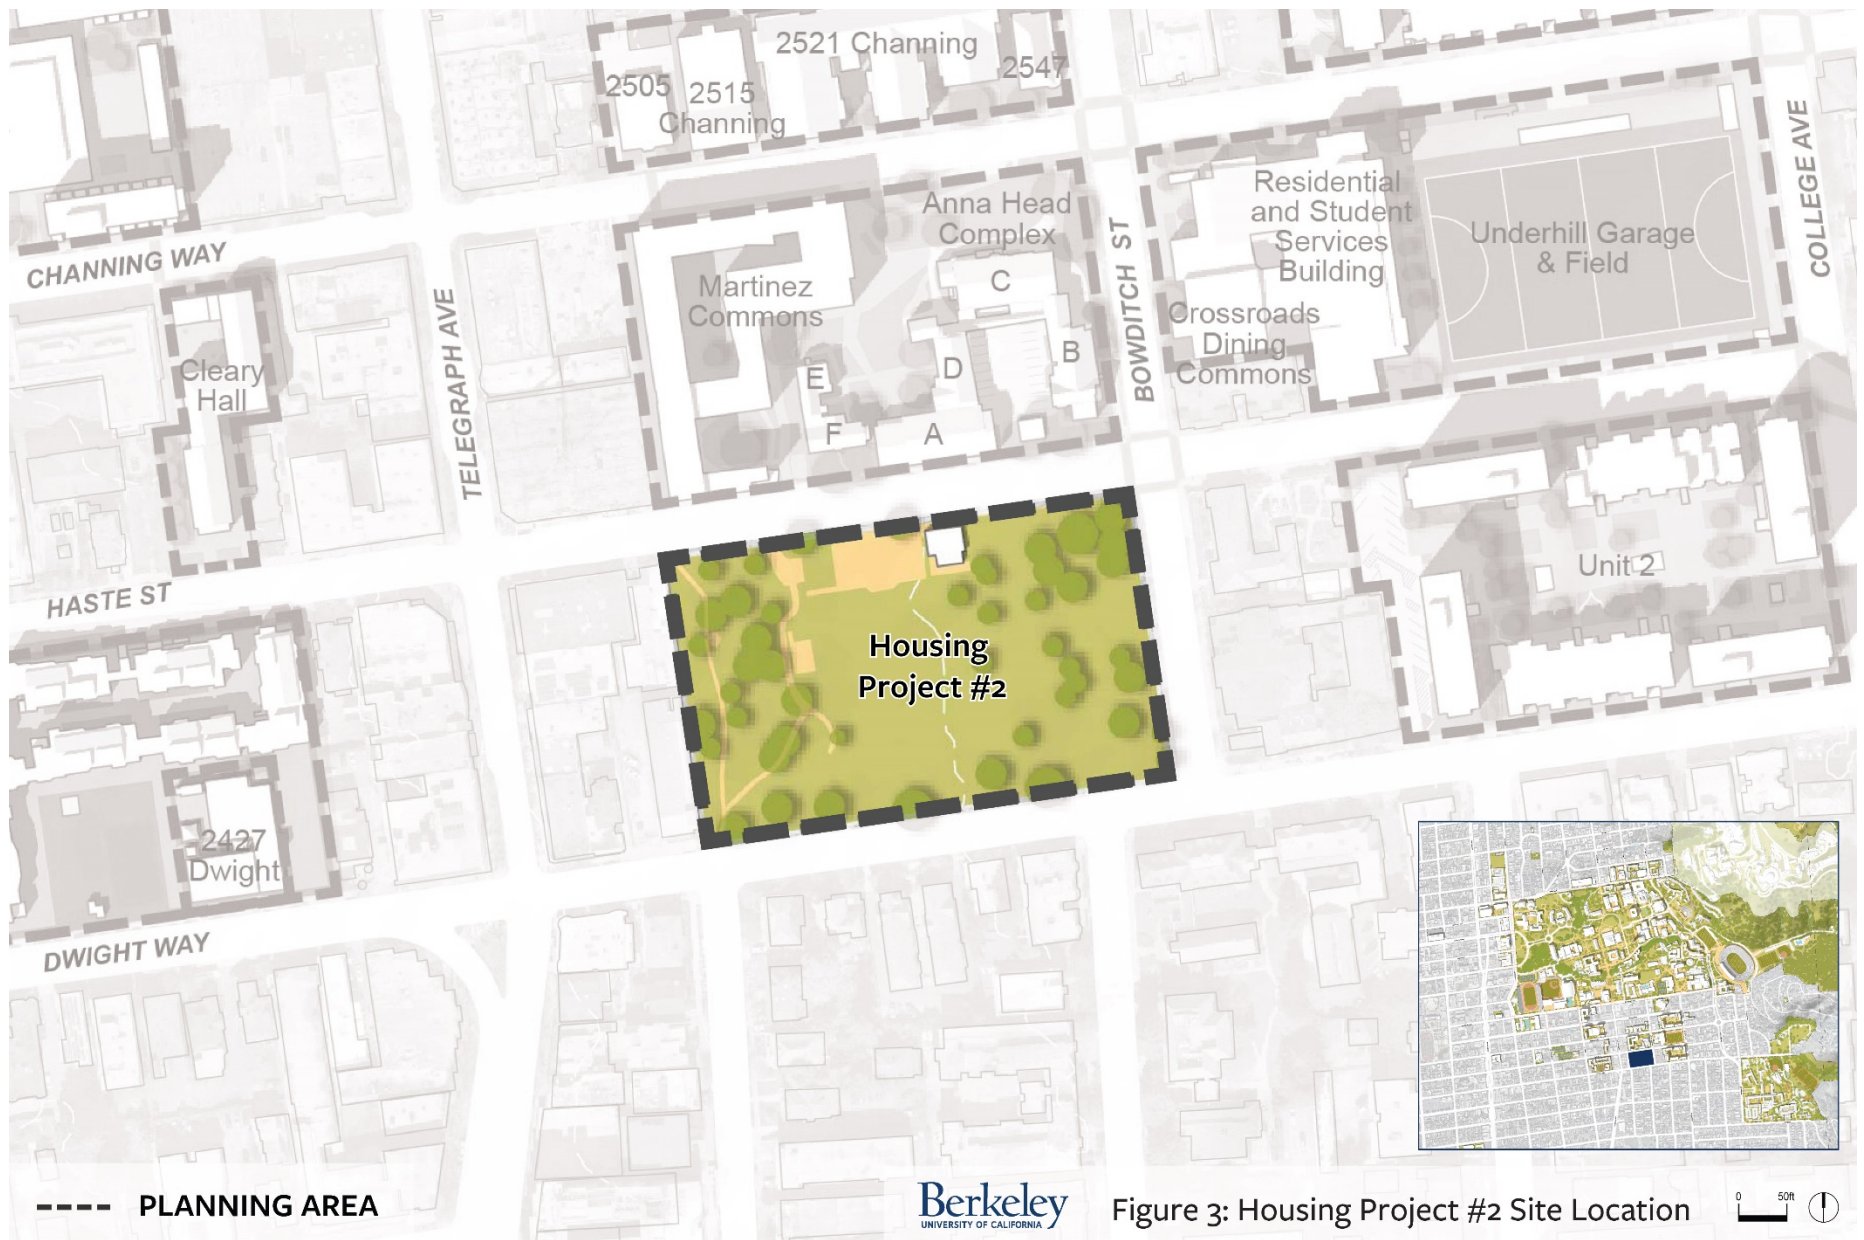 2521 Channing
2547
2505
2515
Channing
COLLEGE AVE
Residential
and Student
Services
Building
Anna Head
Complex
BOWDITCH ST
Underhill Garage
& Field
CHANNING WAY
C
Martinez
Commons
TELEGRAPH AVE
Crossroads
Dining
Commons
B
D
E
Cleary
Hall
F
A
Unit 2
HASTE ST
Housing
Project #2
2427
Dwight
DWIGHT WAY
PLANNING AREA
Berkeley
UNIVERSITY OF CALIFORNIA
Figure 3: Housing Project #2 Site Location
0 50ft